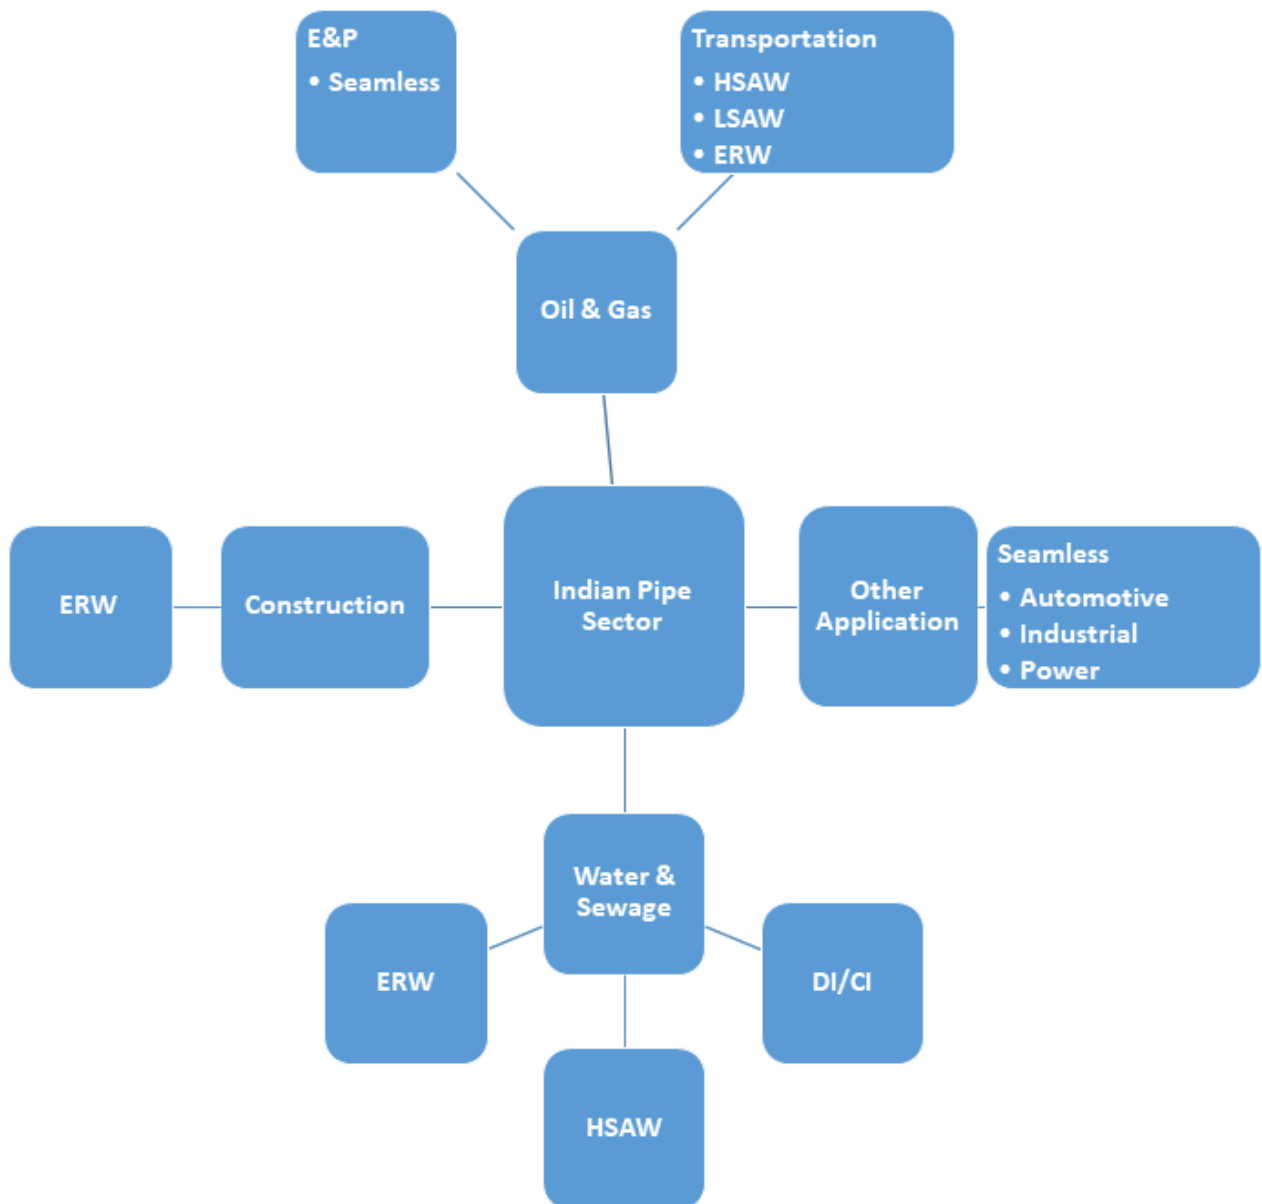 E&P
• Seamless
Transportation
• HSAW
• LSAW
• ERW
Oil & Gas
ERW
Construction
Indian Pipe
Sector
Other
Application
Seamless
• Automotive
• Industrial
• Power
Water &
Sewage
ERW
DI/CI
HSAW